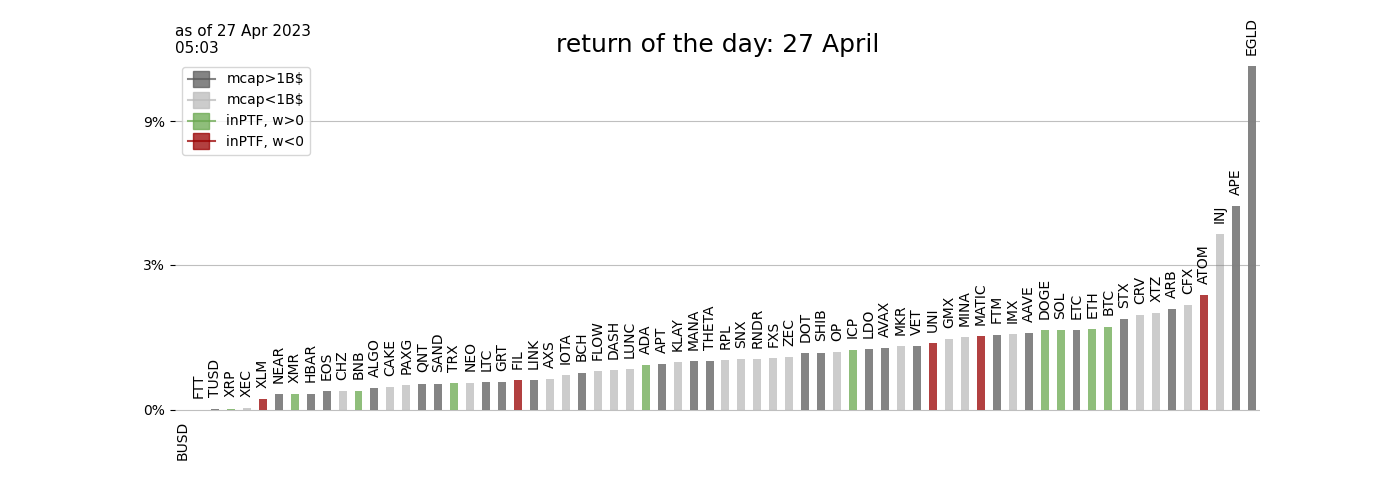 as of 27 Apr 2023
05:03
return of the day: 27 April
mcap>1B$
mcap<1B$
inPTF, w>0
inPTF, w<0
9%
3%
0%
BUSD
FTT
TUSD
XRP
XEC
XLM
NEAR
XMR
HBAR
EOS
CHZ
BNB
ALGO
CAKE
PAXG
QNT
SAND
TRX
NEO
LTC
GRT
FIL
LINK
AXS
IOTA
BCH
FLOW
DASH
LUNC
ADA
APT
KLAY
MANA
THETA
RPL
SNX
RNDR
FXS
ZEC
DOT
SHIB
OP
ICP
LDO
AVAX
MKR
VET
UNI
GMX
MINA
MATIC
FTM
IMX
AAVE
DOGE
SOL
ETC
ETH
BTC
STX
CRV
XTZ
ARB
CFX
ATOM
INJ
APE
EGLD